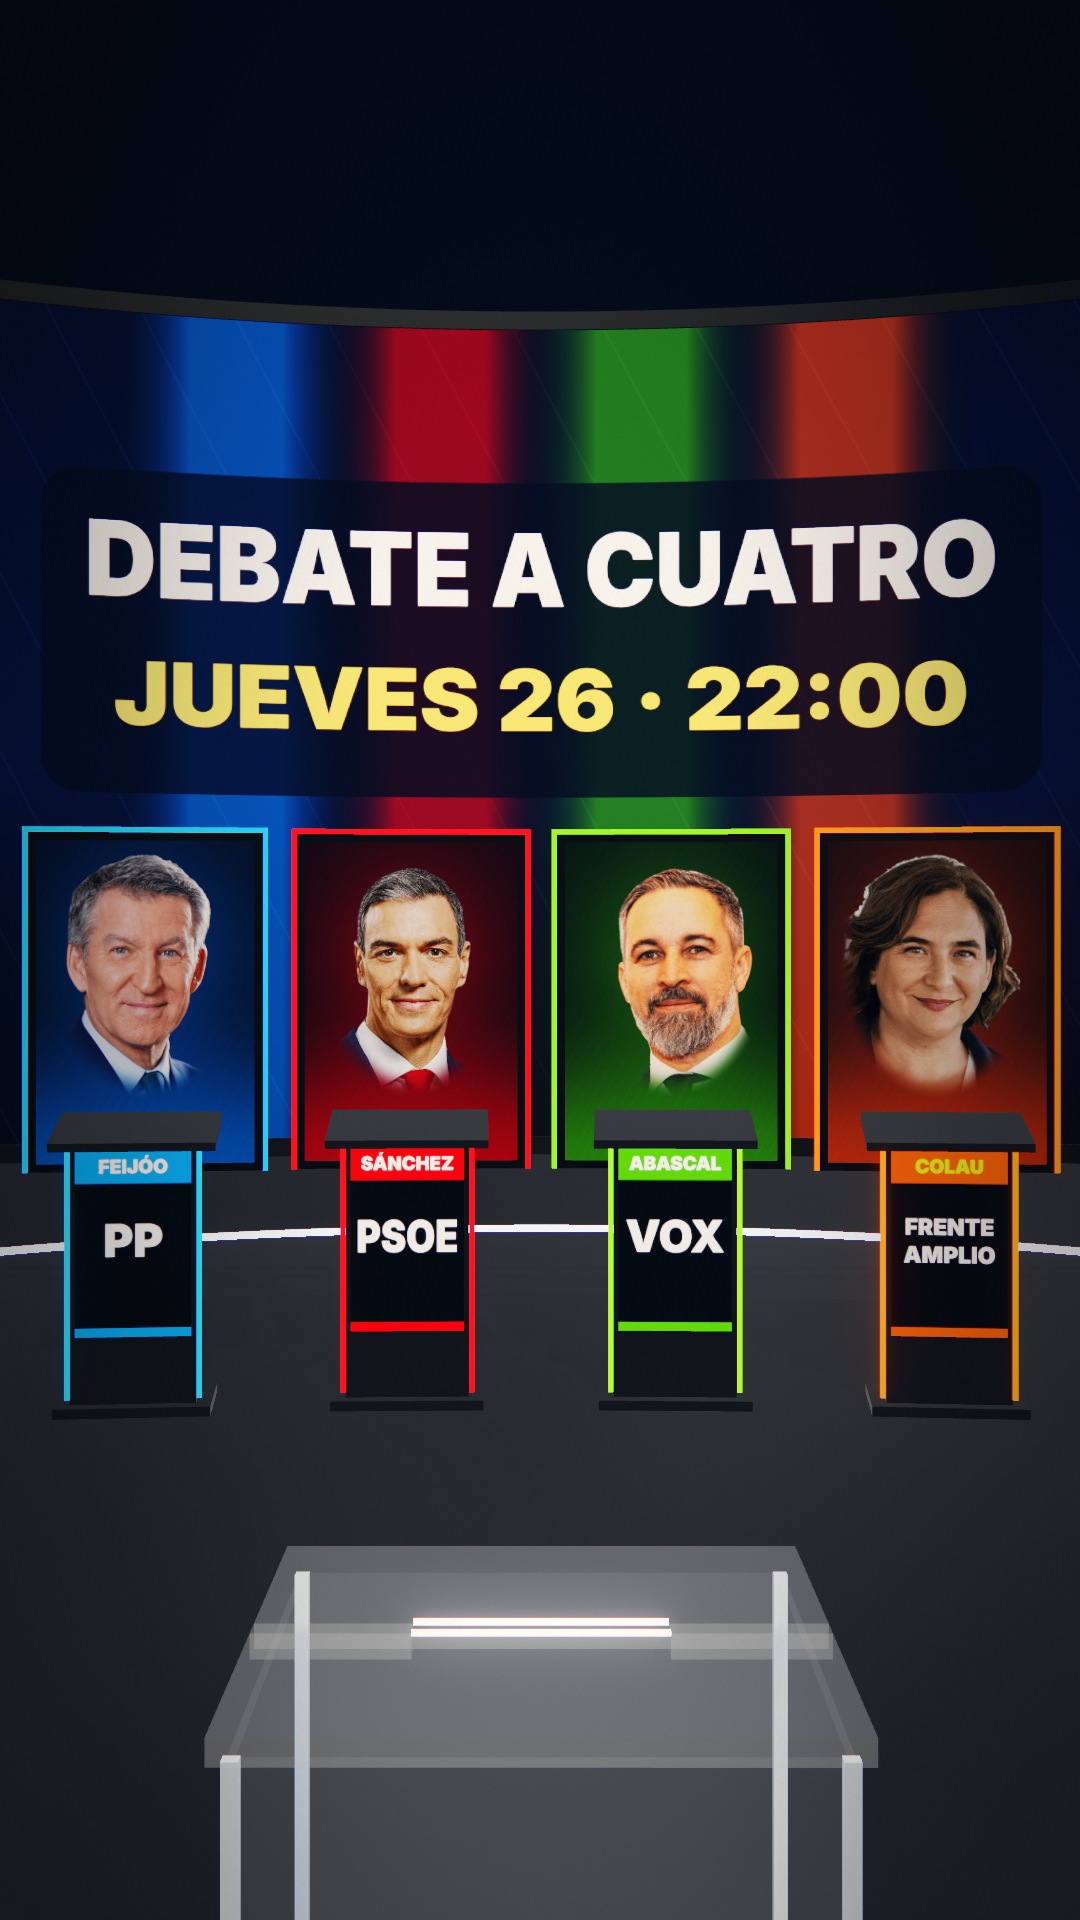 DEBATE A CUATRO
JUEVES 26 · 22:00
FEIJÓO
PP
SÁNCHEZ
PSOE
ABASCAL
VOX
COLAU
FRENTE
AMPLIO